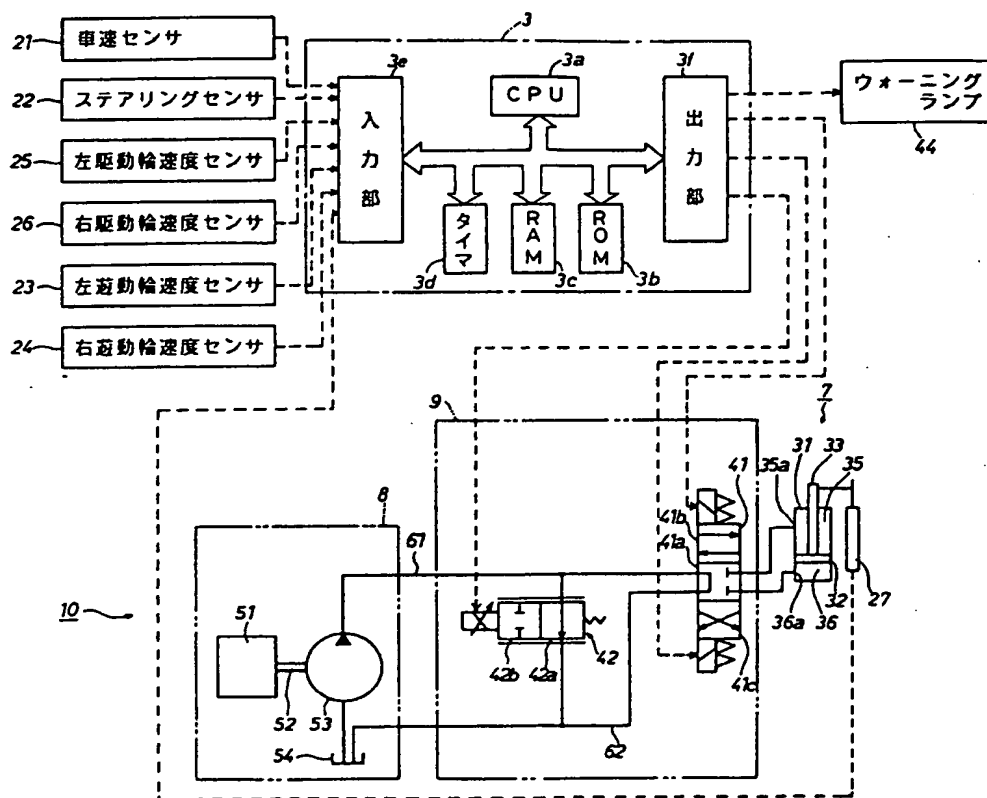 21 車速センサ
22 ステアリングセンサ
25 左駆動輪速度センサ
26 右駆動輪速度センサ
23 左遊動輪速度センサ
24 右遊動輪速度センサ
3
3e
入力部
3a
CPU
3f
出力部
タイマ
3d
RAM
3c
ROM
3b
ウォーニング
ランプ
44
7
9
8
10
51
52
53
54
61
62
42
42a
42b
41
41b
41a
41c
31
33
35
35a
32
36
36a
27